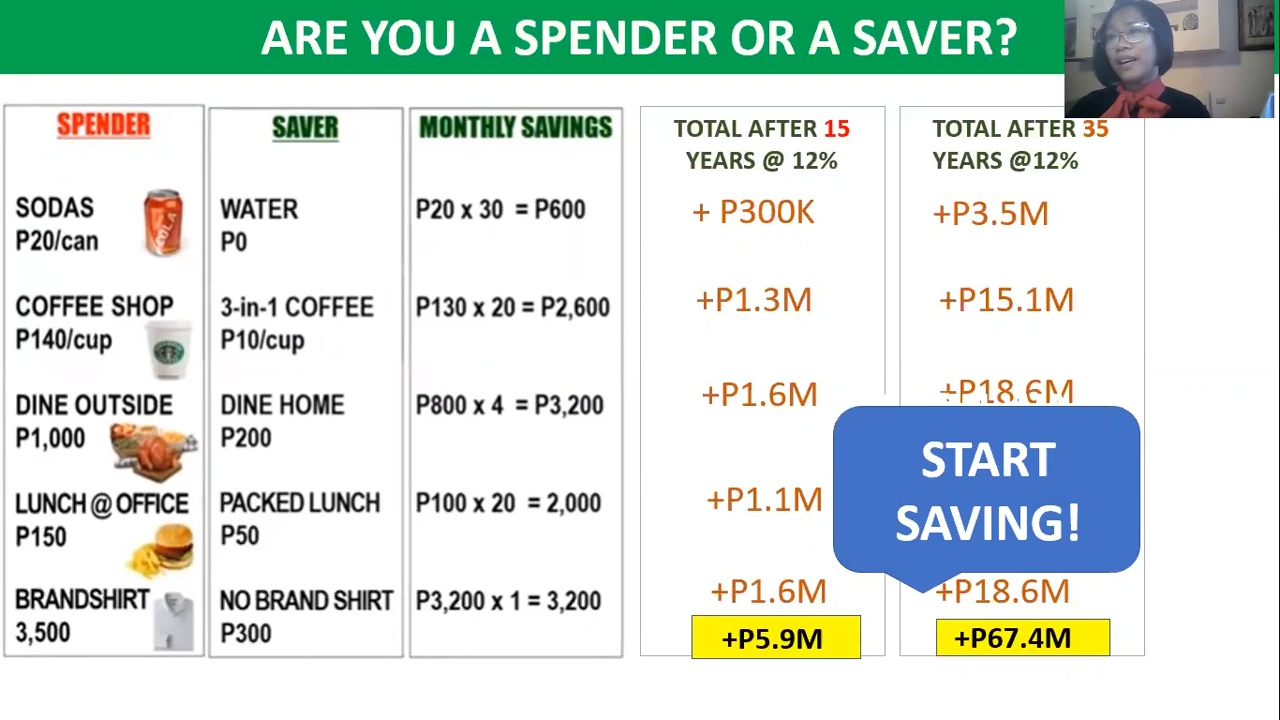 ARE YOU A SPENDER OR A SAVER?
SPENDER
SODAS
P20/can
COFFEE SHOP
P140/cup
DINE OUTSIDE
P1,000
LUNCH @ OFFICE
P150
BRANDSHIRT
3,500
SAVER
WATER
P0
3-in-1 COFFEE
P10/cup
DINE HOME
P200
PACKED LUNCH
P50
NO BRAND SHIRT
P300
MONTHLY SAVINGS
P20 x 30 = P600
P130 x 20 = P2,600
P800 x 4 = P3,200
P100 x 20 = 2,000
P3,200 x 1 = 3,200
TOTAL AFTER 15
YEARS @ 12%
+ P300K
+P1.3M
+P1.6M
+P1.1M
+P1.6M
+P5.9M
TOTAL AFTER 35
YEARS @12%
+P3.5M
+P15.1M
+P18.6M
+P18.6M
+P67.4M
START
SAVING!